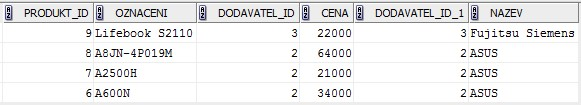 PRODUKT_ID OZNACENI DODAVATEL_ID CENA DODAVATEL_ID_1 NAZEV
9 Lifebook S2110 3 22000 3 Fujitsu Siemens
8 A8JN-4P019M 2 64000 2 ASUS
7 A2500H 2 21000 2 ASUS
6 A600N 2 34000 2 ASUS